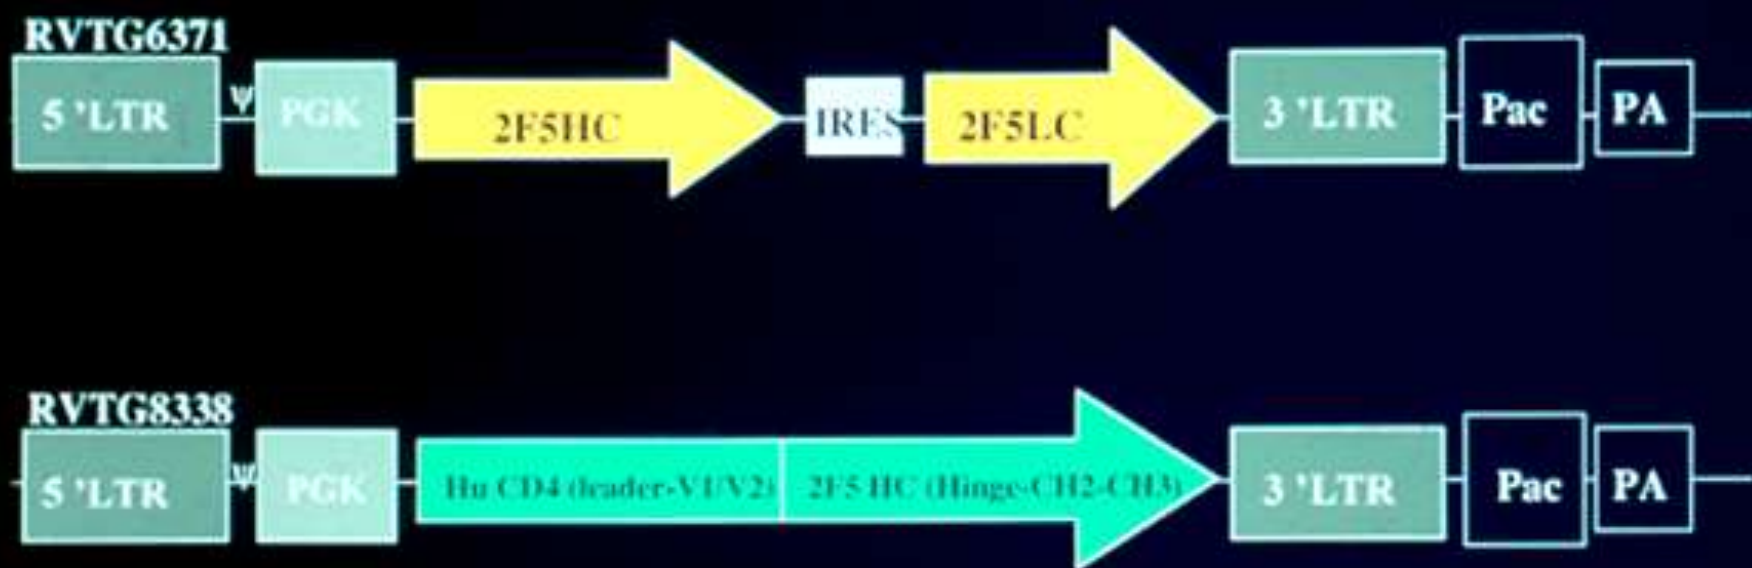 RVTG6371
5 'LTR ψ PGK 2F5HC IRES 2F5LC 3 'LTR Pac PA
RVTG8338
5 'LTR ψ PGK Hu CD4 (leader-V1/V2) 2F5 HC (Hinge-CH2-CH3) 3 'LTR Pac PA